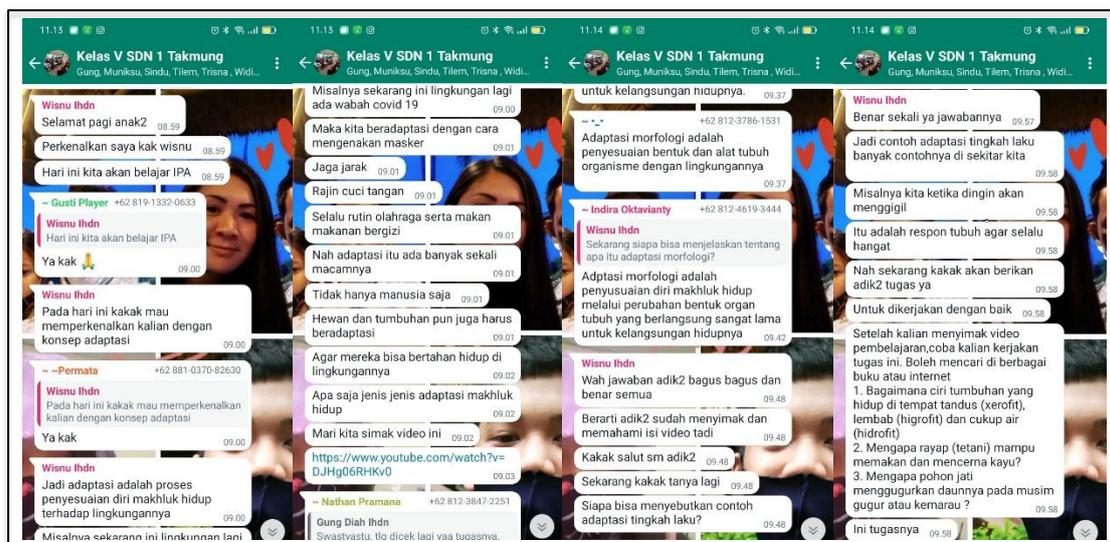 11.13
Kelas V SDN 1 Takmung
Gung, Muniksu, Sindu, Tilem, Trisna , Widi...
Wisnu Ihdn
Selamat pagi anak2 08.59
Perkenalkan saya kak wisnu 08.59
Hari ini kita akan belajar IPA 08.59
~ Gusti Player +62 819-1332-0633
Wisnu Ihdn
Hari ini kita akan belajar IPA
Ya kak 🙏 09.00
Wisnu Ihdn
Pada hari ini kakak mau
memperkenalkan kalian dengan
konsep adaptasi 09.00
~ ~Permata +62 881-0370-82630
Wisnu Ihdn
Pada hari ini kakak mau memperkenalkan
kalian dengan konsep adaptasi
Ya kak 09.00
Wisnu Ihdn
Jadi adaptasi adalah proses
penyesuaian diri makhluk hidup
terhadap lingkungannya 09.00
Misalnya sekarang ini lingkungan lagi
11.13
Kelas V SDN 1 Takmung
Gung, Muniksu, Sindu, Tilem, Trisna , Widi...
Misalnya sekarang ini lingkungan lagi
ada wabah covid 19 09.00
Maka kita beradaptasi dengan cara
mengenakan masker 09.01
Jaga jarak 09.01
Rajin cuci tangan 09.01
Selalu rutin olahraga serta makan
makanan bergizi 09.01
Nah adaptasi itu ada banyak sekali
macamnya 09.01
Tidak hanya manusia saja 09.01
Hewan dan tumbuhan pun juga harus
beradaptasi 09.01
Agar mereka bisa bertahan hidup di
lingkungannya 09.02
Apa saja jenis jenis adaptasi makhluk
hidup 09.02
Mari kita simak video ini 09.02
https://www.youtube.com/watch?v=
DJHg06RHKv0 09.03
~ Nathan Pramana +62 812-3847-2251
Gung Diah Ihdn
Swastyastu, tlg dicek lagi yaa tugasnya,
11.14
Kelas V SDN 1 Takmung
Gung, Muniksu, Sindu, Tilem, Trisna , Widi...
untuk kelangsungan hidupnya. 09.37
~ •_• +62 812-3786-1531
Adaptasi morfologi adalah
penyesuaian bentuk dan alat tubuh
organisme dengan lingkungannya
09.37
~ Indira Oktavianty +62 812-4619-3444
Wisnu Ihdn
Sekarang siapa bisa menjelaskan tentang
apa itu adaptasi morfologi?
Adptasi morfologi adalah
penyusuaian diri makhluk hidup
melalui perubahan bentuk organ
tubuh yang berlangsung sangat lama
untuk kelangsungan hidupnya 09.42
Wisnu Ihdn
Wah jawaban adik2 bagus bagus dan
benar semua 09.48
Berarti adik2 sudah menyimak dan
memahami isi video tadi 09.48
Kakak salut sm adik2 09.48
Sekarang kakak tanya lagi 09.48
Siapa bisa menyebutkan contoh
adaptasi tingkah laku? 09.48
11.14
Kelas V SDN 1 Takmung
Gung, Muniksu, Sindu, Tilem, Trisna , Widi...
Wisnu Ihdn
Benar sekali ya jawabannya 09.57
Jadi contoh adaptasi tingkah laku
banyak contohnya di sekitar kita
09.58
Misalnya kita ketika dingin akan
menggigil 09.58
Itu adalah respon tubuh agar selalu
hangat 09.58
Nah sekarang kakak akan berikan
adik2 tugas ya 09.58
Untuk dikerjakan dengan baik 09.58
Setelah kalian menyimak video
pembelajaran,coba kalian kerjakan
tugas ini. Boleh mencari di berbagai
buku atau internet
1. Bagaimana ciri tumbuhan yang
hidup di tempat tandus (xerofit),
lembab (higrofit) dan cukup air
(hidrofit)
2. Mengapa rayap (tetani) mampu
memakan dan mencerna kayu?
3. Mengapa pohon jati
menggugurkan daunnya pada musim
gugur atau kemarau ? 09.58
Ini tugasnya 09.58